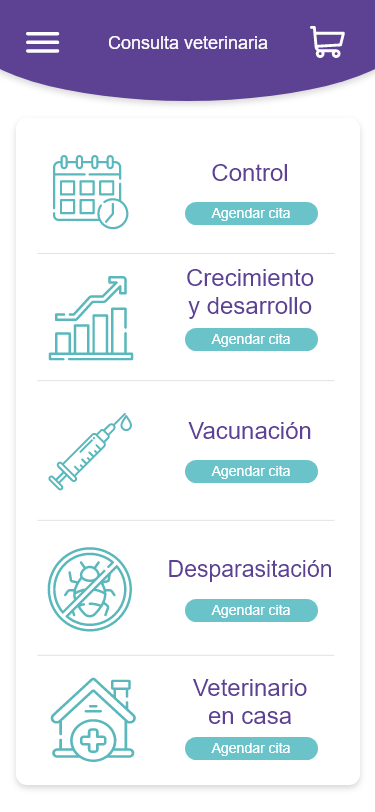 Consulta veterinaria
Control
Agendar cita
Crecimiento
y desarrollo
Agendar cita
Vacunación
Agendar cita
Desparasitación
Agendar cita
Veterinario
en casa
Agendar cita